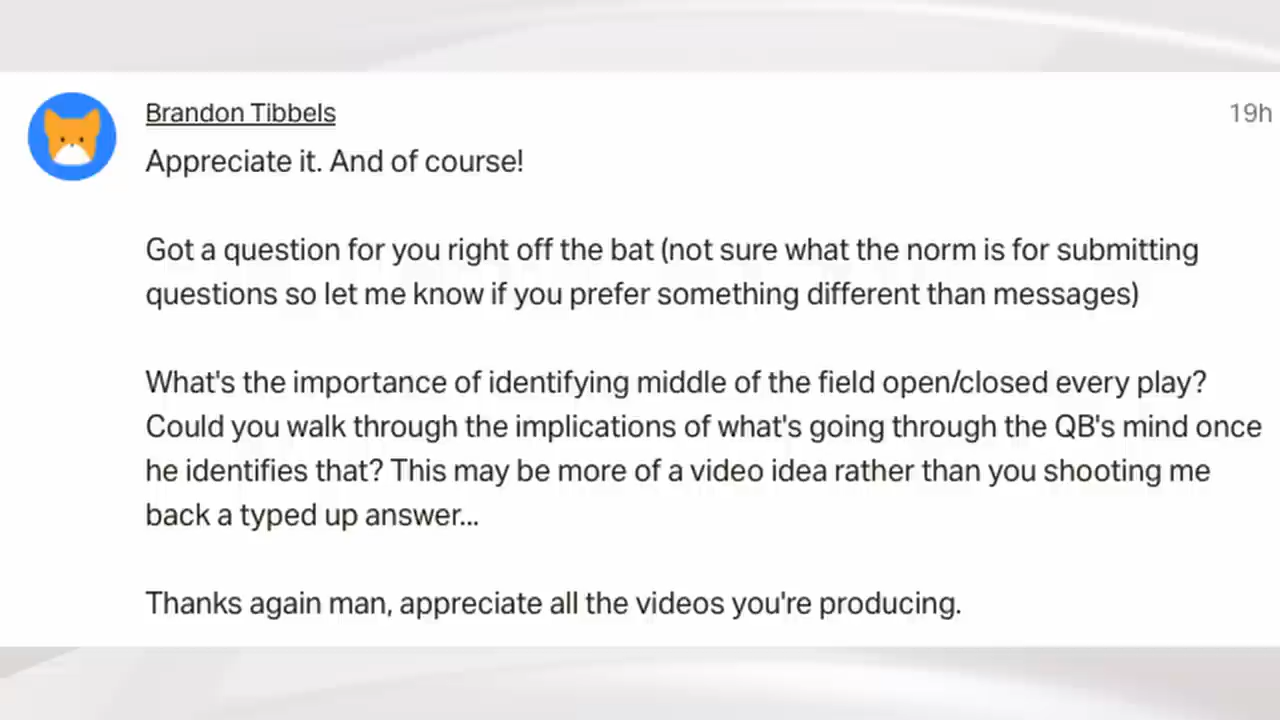 Brandon Tibbels
19h
Appreciate it. And of course!
Got a question for you right off the bat (not sure what the norm is for submitting
questions so let me know if you prefer something different than messages)
What's the importance of identifying middle of the field open/closed every play?
Could you walk through the implications of what's going through the QB's mind once
he identifies that? This may be more of a video idea rather than you shooting me
back a typed up answer...
Thanks again man, appreciate all the videos you're producing.